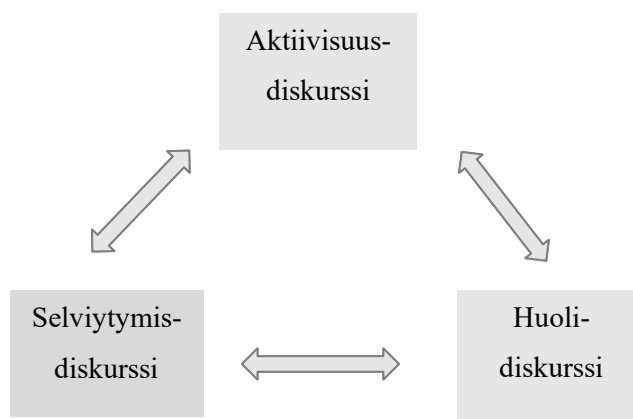 Aktiivisuus-
diskurssi
Selviytymis-
diskurssi
Huoli-
diskurssi